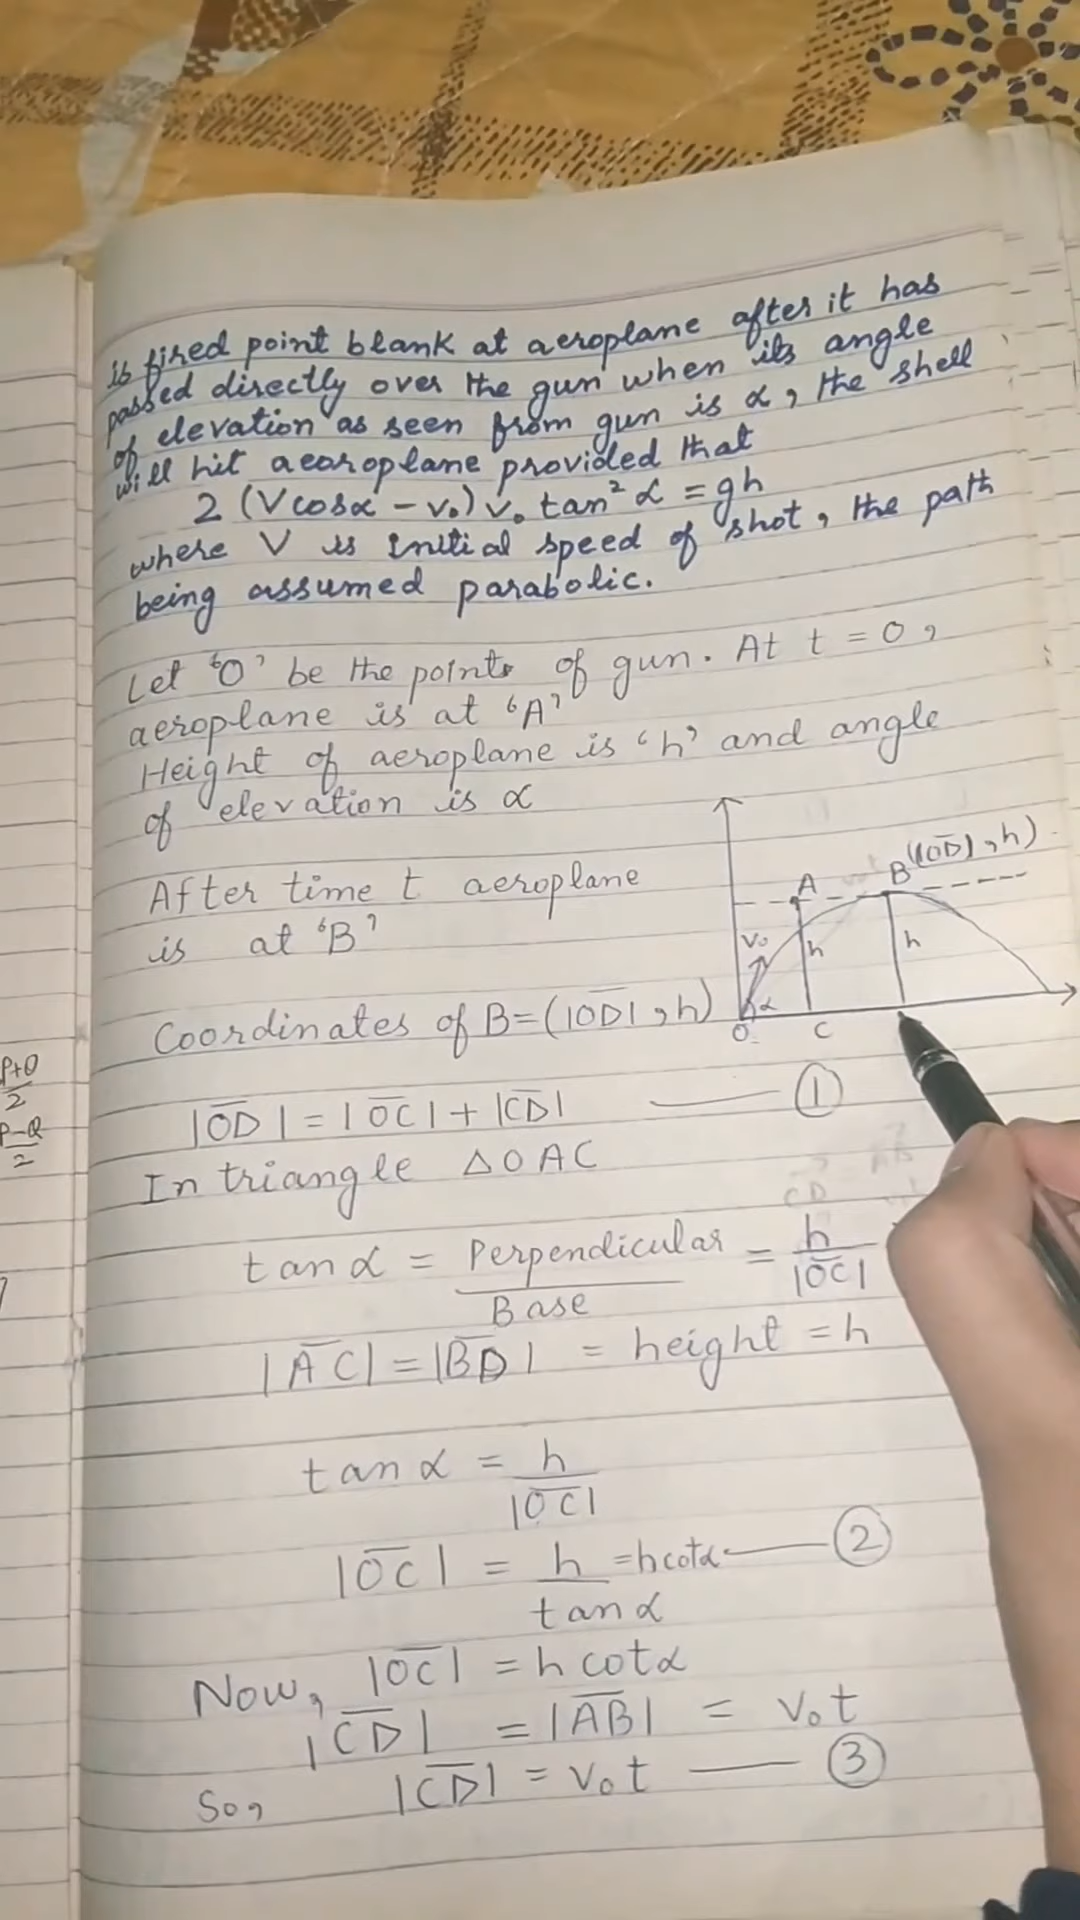 is fired point blank at aeroplane after it has
passed directly over the gun when its angle
of elevation as seen from gun is α, the shell
will hit aearoplane provided that
2 (V cosα - v₀) v₀ tan² α = gh
where V is initial speed of shot, the path
being assumed parabolic.
Let 'O' be the points of gun. At t = 0,
aeroplane is at 'A'
Height of aeroplane is 'h' and angle
of elevation is α
After time t aeroplane
is at 'B'
A B (|OD|, h)
V₀ h h
α
O C
Coordinates of B = (|OD|, h)
|OD| = |OC| + |CD| —— ①
In triangle △OAC
tan α = Perpendicular/Base = h/|OC|
|AC| = |BD| = height = h
tan α = h/|OC|
|OC| = h/tan α = h cotα —— ②
Now, |OC| = h cotα
|CD| = |AB| = V₀t
So, |CD| = V₀t —— ③
P+Q/2
P-Q/2